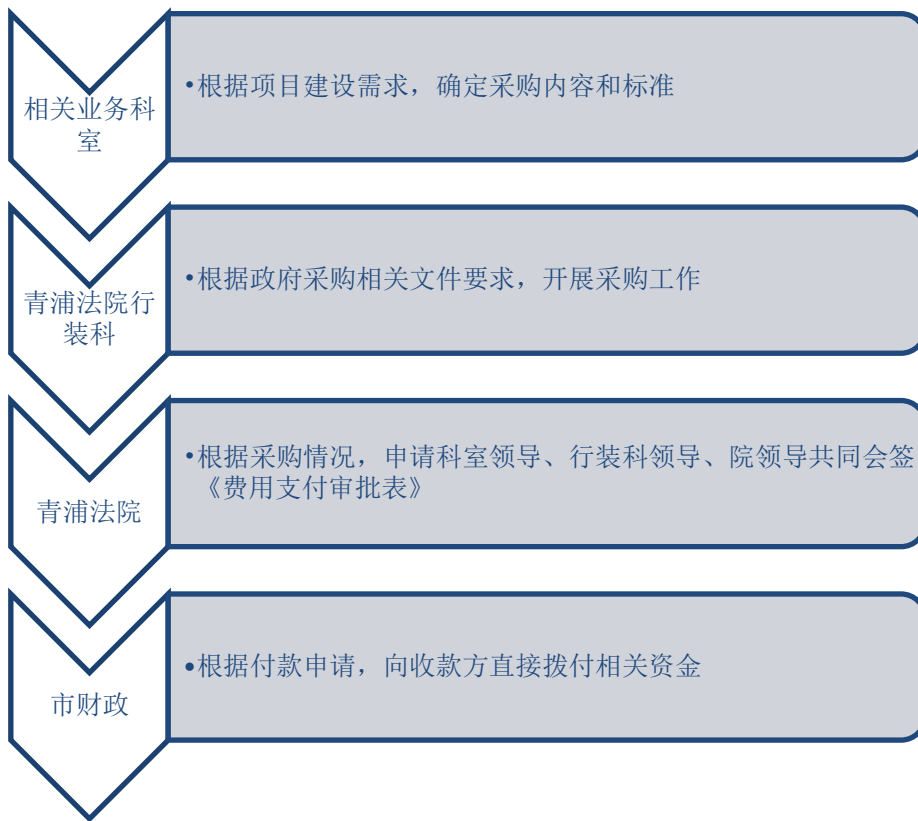 相关业务科
室
•根据项目建设需求，确定采购内容和标准
青浦法院行
装科
•根据政府采购相关文件要求，开展采购工作
青浦法院
•根据采购情况，申请科室领导、行装科领导、院领导共同会签
《费用支付审批表》
市财政
•根据付款申请，向收款方直接拨付相关资金